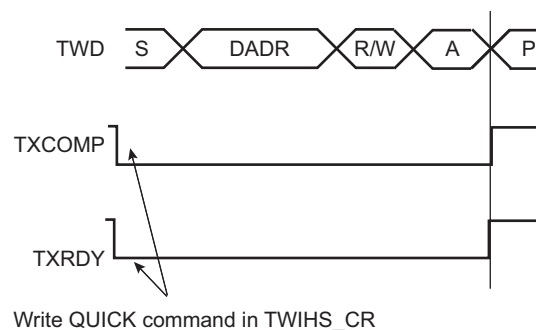 TWD S DADR R/W A P
TXCOMP
TXRDY
Write QUICK command in TWIHS_CR